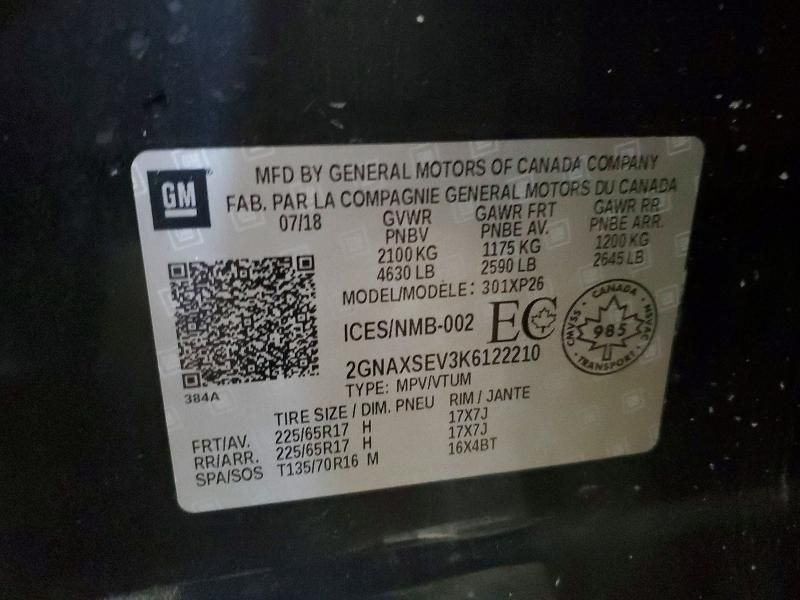 GM
MFD BY GENERAL MOTORS OF CANADA COMPANY
FAB. PAR LA COMPAGNIE GENERAL MOTORS DU CANADA
07/18 GVWR GAWR FRT GAWR RR
PNBV PNBE AV. PNBE ARR.
2100 KG 1175 KG 1200 KG
4630 LB 2590 LB 2645 LB
MODEL/MODÈLE: 301XP26
ICES/NMB-002 EC
CANADA
CMVSS 985 NSVAC
TRANSPORT
2GNAXSEV3K6122210
TYPE: MPV/VTUM
384A
TIRE SIZE / DIM. PNEU RIM / JANTE
FRT/AV. 225/65R17 H 17X7J
RR/ARR. 225/65R17 H 17X7J
SPA/SOS T135/70R16 M 16X4BT